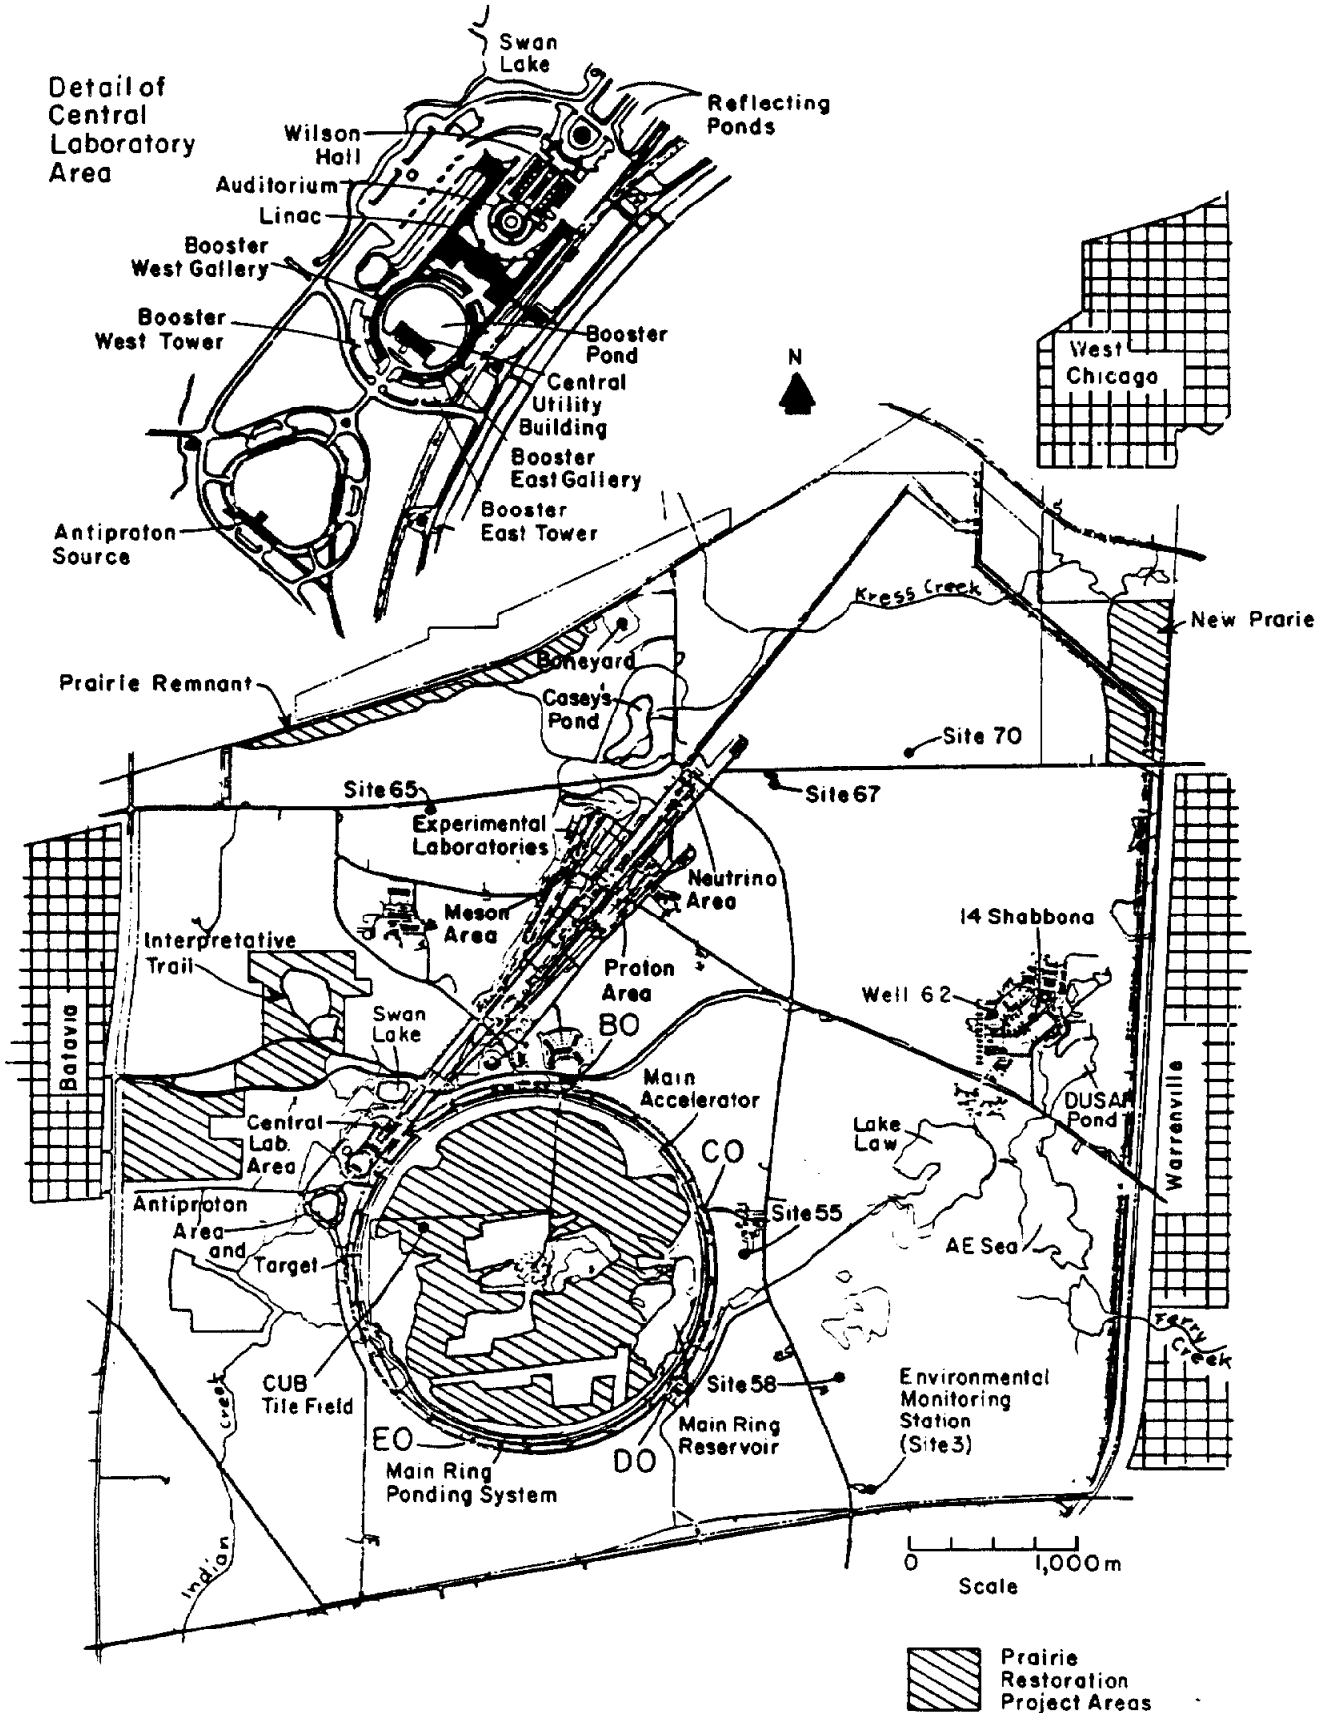 Detail of
Central
Laboratory
Area
Swan
Lake
Reflecting
Ponds
Wilson
Hall
Auditorium
Linac
Booster
West Gallery
Booster
West Tower
Booster
Pond
Central
Utility
Building
Booster
East Gallery
Booster
East Tower
Antiproton
Source
N
West
Chicago
Kress Creek
New Prarie
Boneyard
Prairie Remnant
Casey's
Pond
Site 70
Site 65
Site 67
Experimental
Laboratories
Neutrino
Area
Meson
Area
14 Shabbona
Interpretative
Trail
Proton
Area
Well 62
BO
Swan
Lake
Batavia
Main
Accelerator
DUSAF
Pond
Warrenville
Central
Lab.
Area
Lake
Law
CO
Antiproton
Area
and
Target
Site 55
AE Sea
Ferry
Creek
CUB
Tile Field
Creek
Indian
Site 58
Environmental
Monitoring
Station
(Site 3)
Main Ring
Reservoir
EO
DO
Main Ring
Ponding System
0 1,000m
Scale
Prairie
Restoration
Project Areas